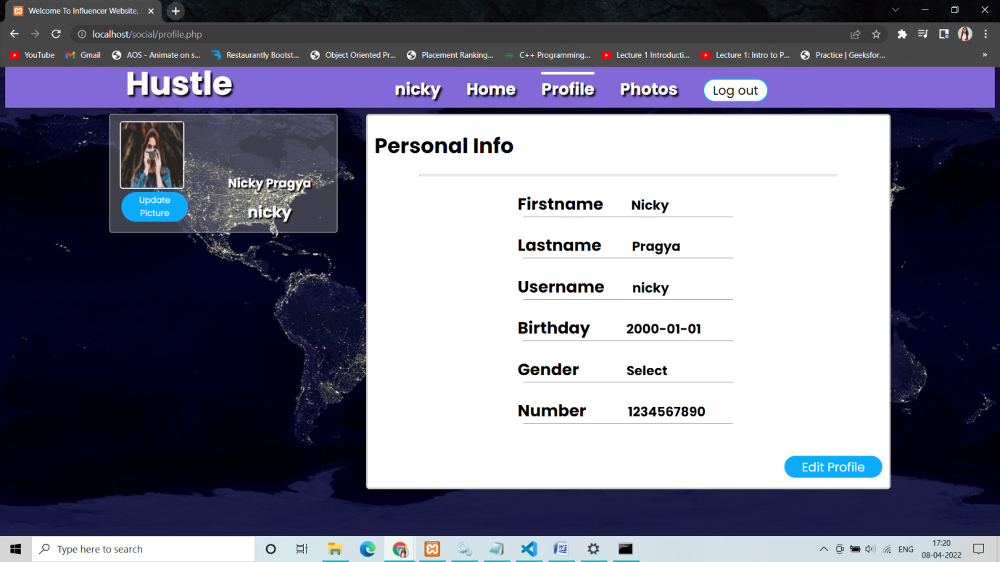 Welcome To Influencer Website,
localhost/social/profile.php
YouTube Gmail AOS - Animate on s... Restaurantly Bootst... Object Oriented Pr... Placement Ranking... C++ Programming... Lecture 1 Introducti... Lecture 1: Intro to P... Practice | Geeksfor... »
Hustle nicky Home Profile Photos Log out
Nicky Pragya
nicky
Update
Picture
Personal Info
Firstname Nicky
Lastname Pragya
Username nicky
Birthday 2000-01-01
Gender Select
Number 1234567890
Edit Profile
Type here to search
ENG
17:20
08-04-2022